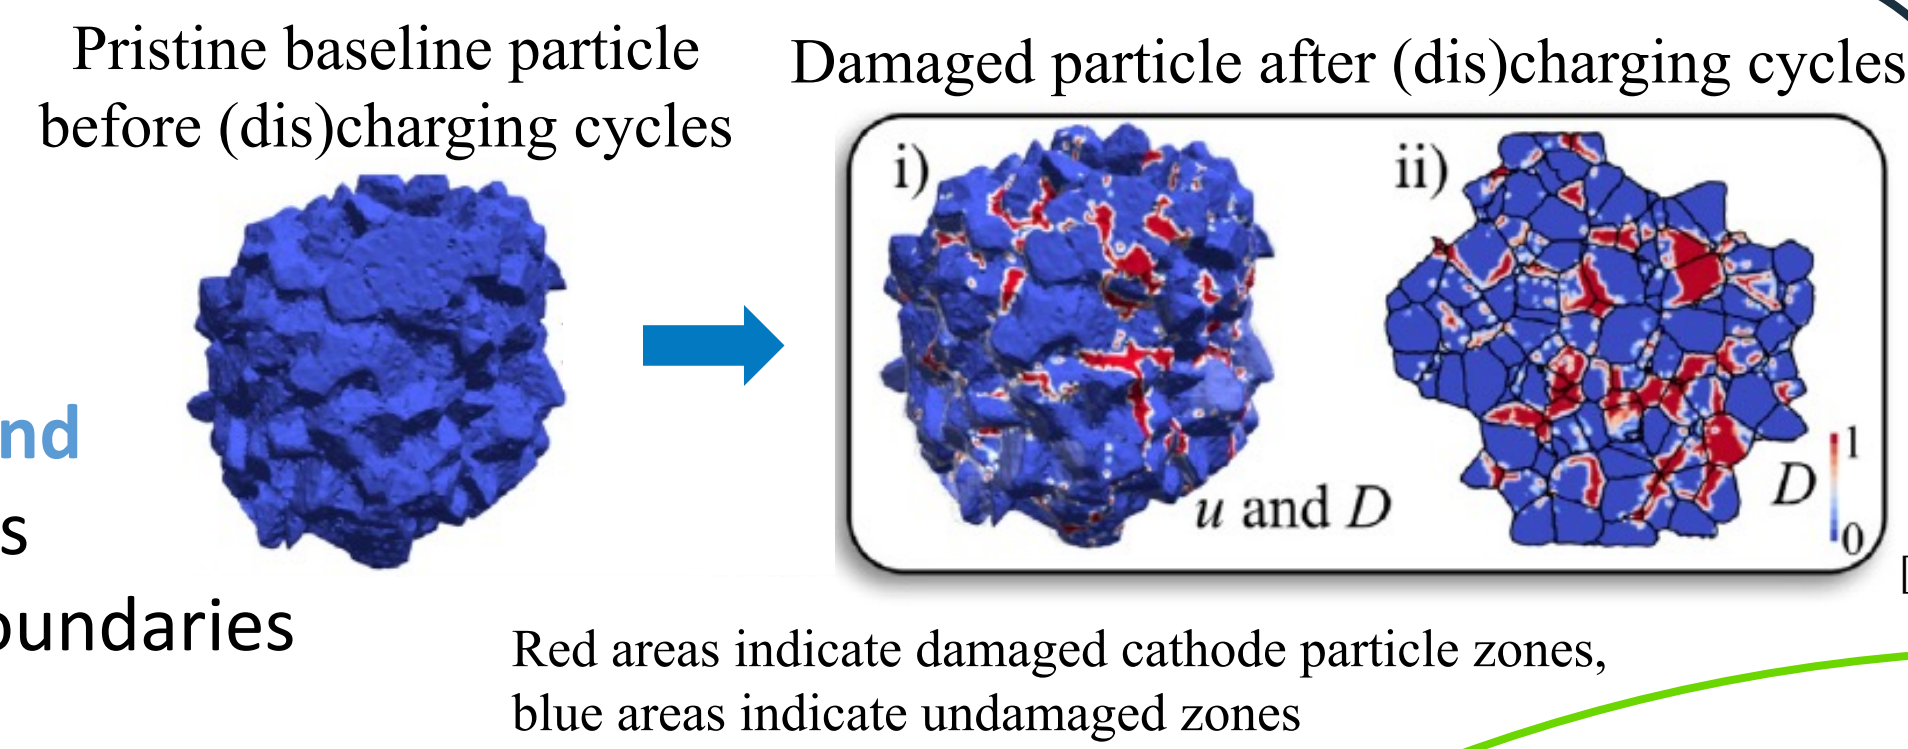 Pristine baseline particle
before (dis)charging cycles
Damaged particle after (dis)charging cycles
i)
ii)
u and D
D
1
0
nd
s
oundaries
[
Red areas indicate damaged cathode particle zones,
blue areas indicate undamaged zones